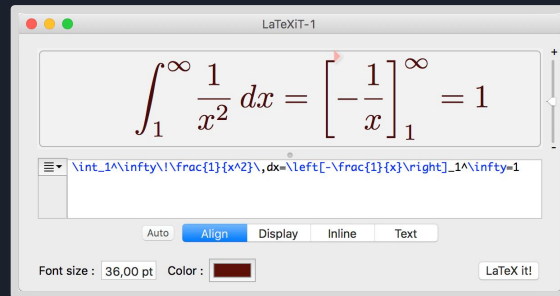 LaTeXiT-1
∫₁^∞ 1/x² dx = [−1/x]₁^∞ = 1
+
\int_1^\infty\!\frac{1}{x^2}\,dx=\left[-\frac{1}{x}\right]_1^\infty=1
-
Auto Align Display Inline Text
Font size : 36,00 pt Color : LaTeX it!